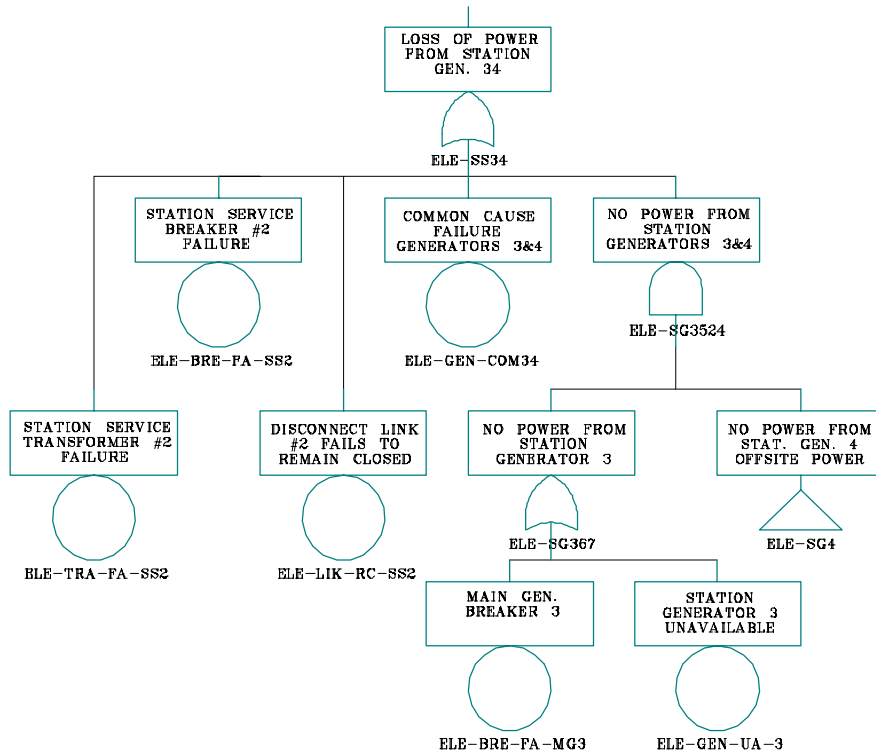 LOSS OF POWER
FROM STATION
GEN. 34
ELE-SS34
STATION SERVICE
BREAKER #2
FAILURE
ELE-BRE-FA-SS2
COMMON CAUSE
FAILURE
GENERATORS 3&4
ELE-GEN-COM34
NO POWER FROM
STATION
GENERATORS 3&4
ELE-SG3524
STATION SERVICE
TRANSFORMER #2
FAILURE
ELE-TRA-FA-SS2
DISCONNECT LINK
#2 FAILS TO
REMAIN CLOSED
ELE-LIK-RC-SS2
NO POWER FROM
STATION
GENERATOR 3
ELE-SG367
NO POWER FROM
STAT. GEN. 4
OFFSITE POWER
ELE-SG4
MAIN GEN.
BREAKER 3
ELE-BRE-FA-MG3
STATION
GENERATOR 3
UNAVAILABLE
ELE-GEN-UA-3